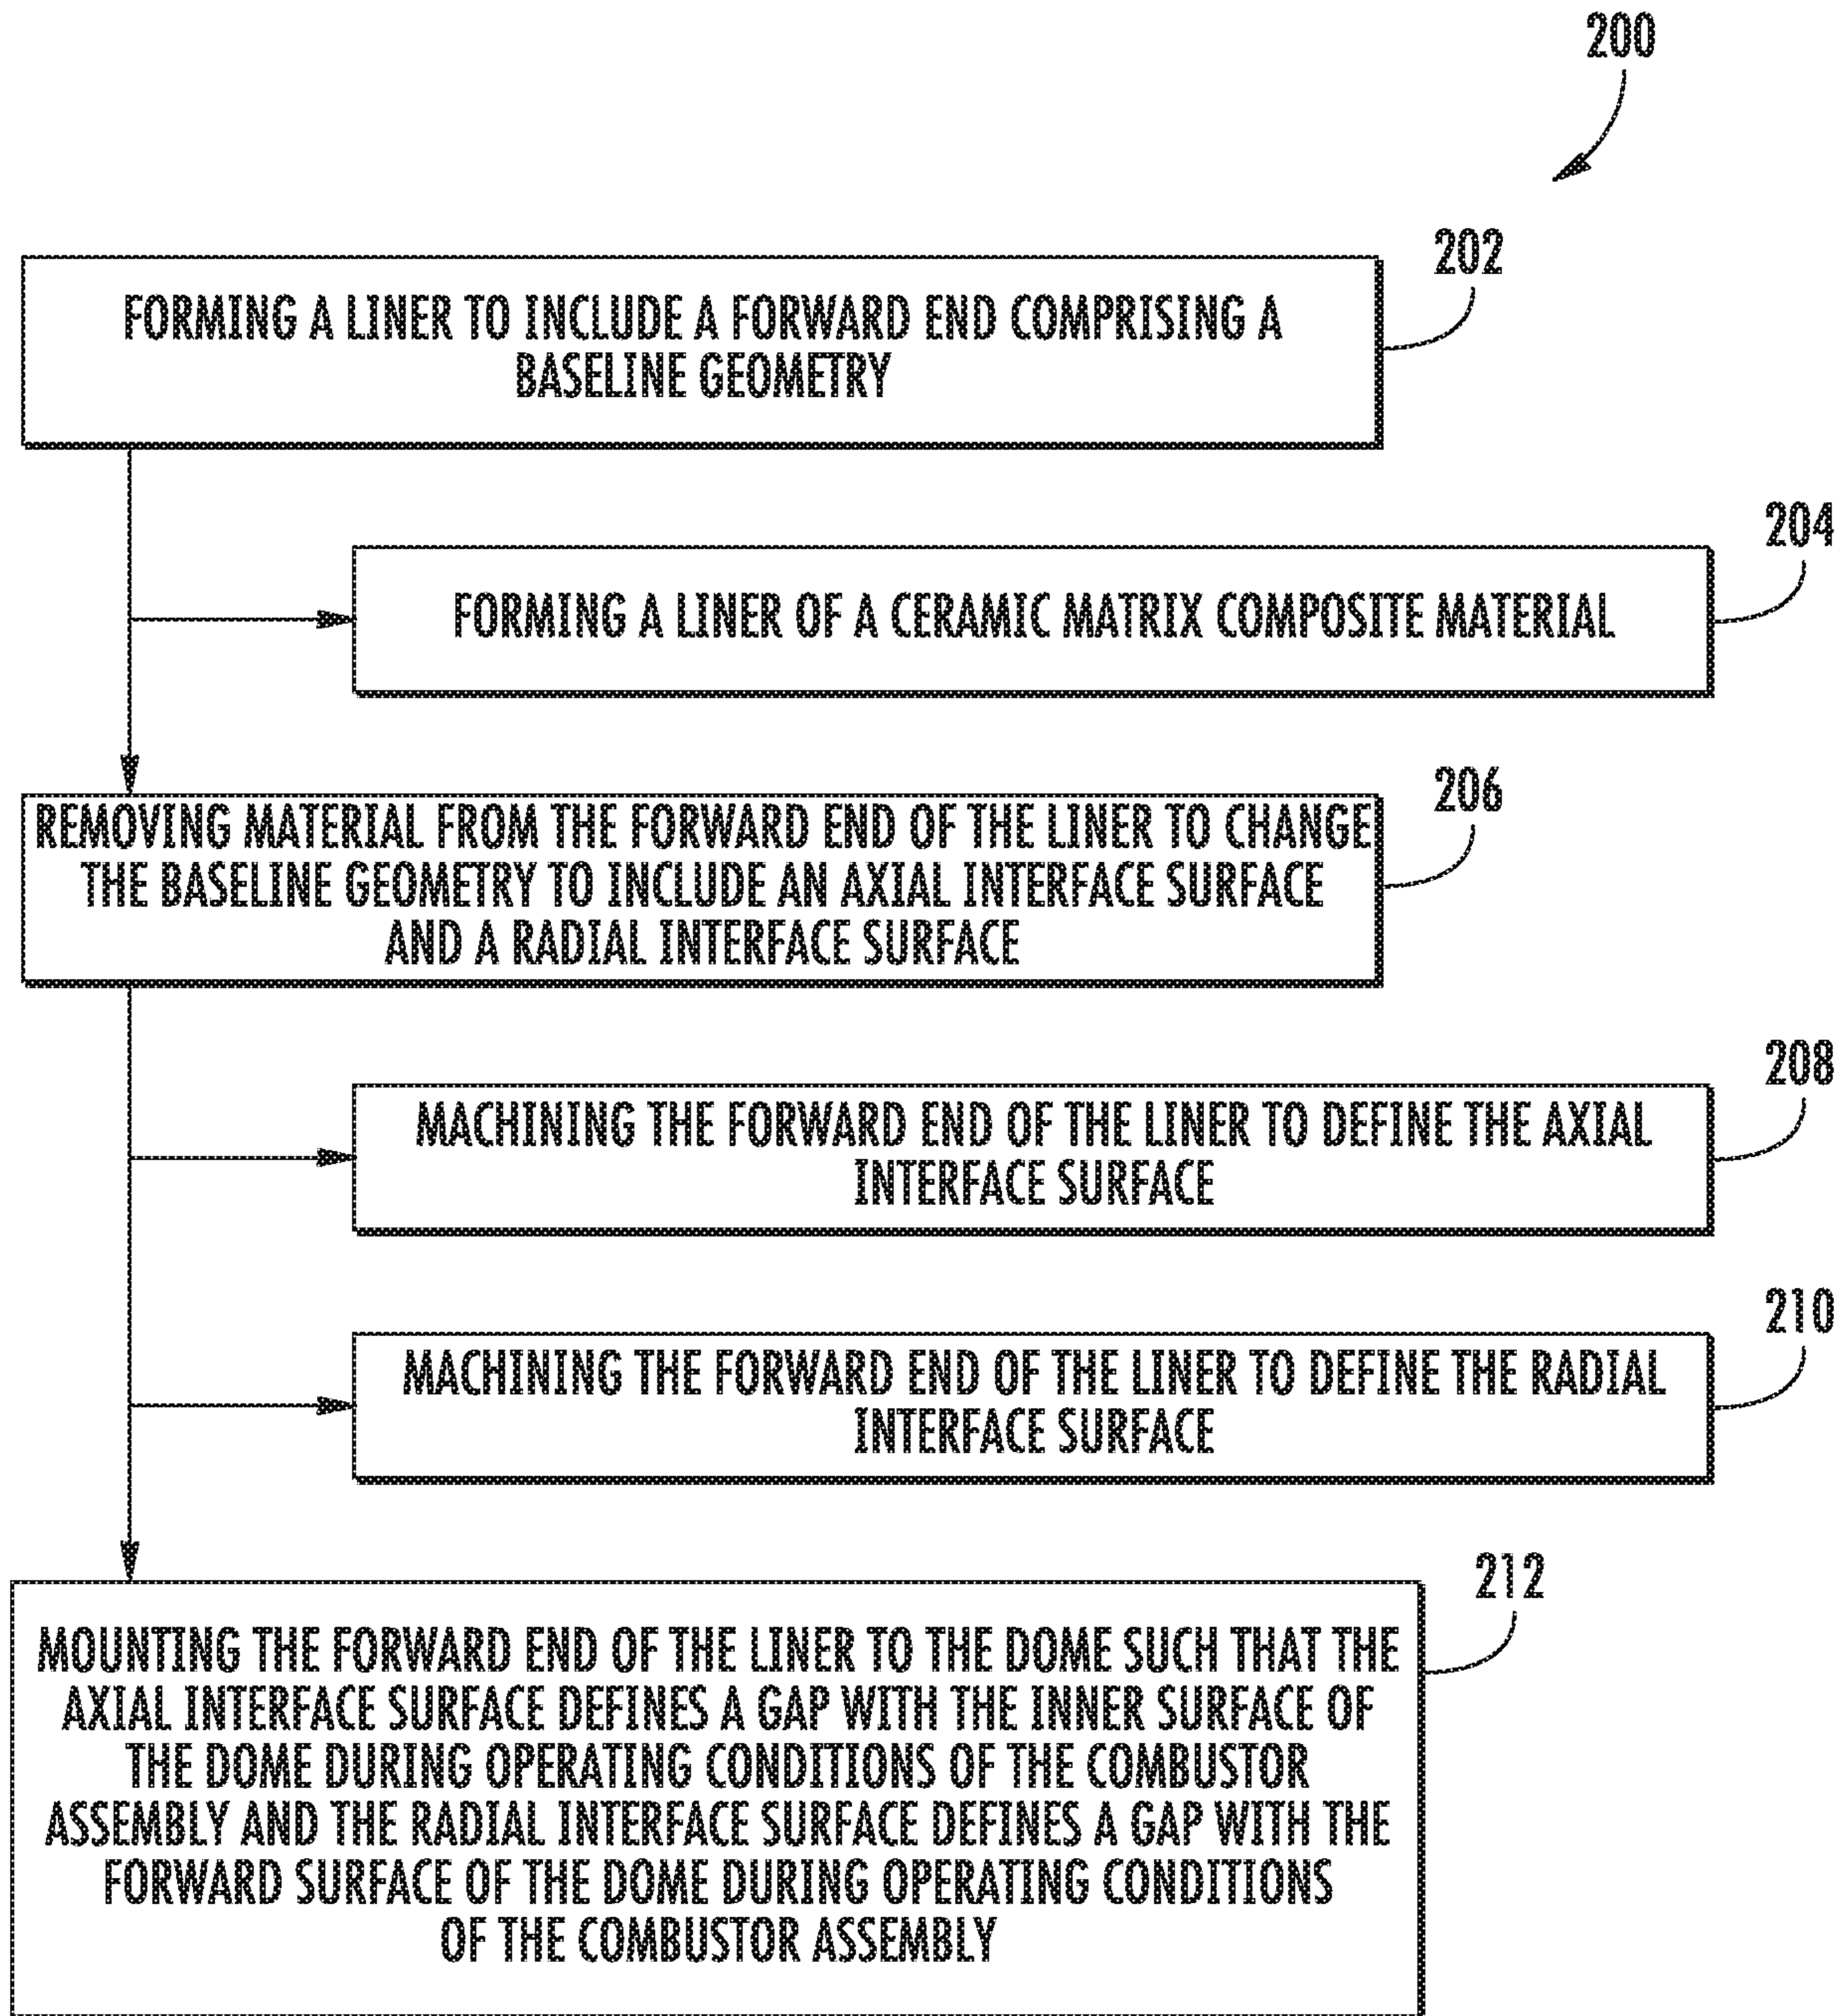 200
202
FORMING A LINER TO INCLUDE A FORWARD END COMPRISING A
BASELINE GEOMETRY
204
FORMING A LINER OF A CERAMIC MATRIX COMPOSITE MATERIAL
206
REMOVING MATERIAL FROM THE FORWARD END OF THE LINER TO CHANGE
THE BASELINE GEOMETRY TO INCLUDE AN AXIAL INTERFACE SURFACE
AND A RADIAL INTERFACE SURFACE
208
MACHINING THE FORWARD END OF THE LINER TO DEFINE THE AXIAL
INTERFACE SURFACE
210
MACHINING THE FORWARD END OF THE LINER TO DEFINE THE RADIAL
INTERFACE SURFACE
212
MOUNTING THE FORWARD END OF THE LINER TO THE DOME SUCH THAT THE
AXIAL INTERFACE SURFACE DEFINES A GAP WITH THE INNER SURFACE OF
THE DOME DURING OPERATING CONDITIONS OF THE COMBUSTOR
ASSEMBLY AND THE RADIAL INTERFACE SURFACE DEFINES A GAP WITH THE
FORWARD SURFACE OF THE DOME DURING OPERATING CONDITIONS
OF THE COMBUSTOR ASSEMBLY